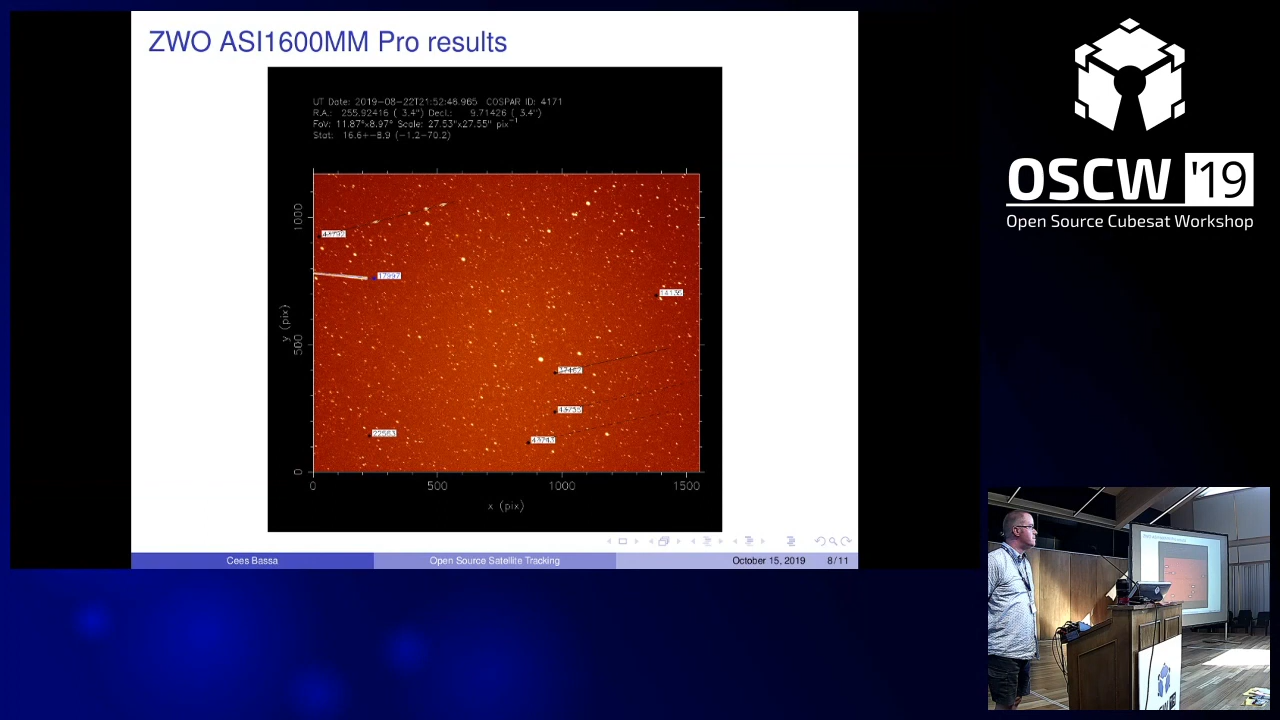 ZWO ASI1600MM Pro results
UT Date: 2019-08-22T21:52:48.965 COSPAR ID: 4171
R.A.: 255.92416 ( 3.4") Decl.: 9.71426 ( 3.4")
FoV: 11.87°x8.97° Scale: 27.53"x27.55" pix⁻¹
Stat: 16.6+-8.9 (-1.2-70.2)
1000
500
0
y (pix)
22563
0 500 1000 1500
x (pix)
Cees Bassa Open Source Satellite Tracking October 15, 2019 8/11
OSCW '19
Open Source Cubesat Workshop